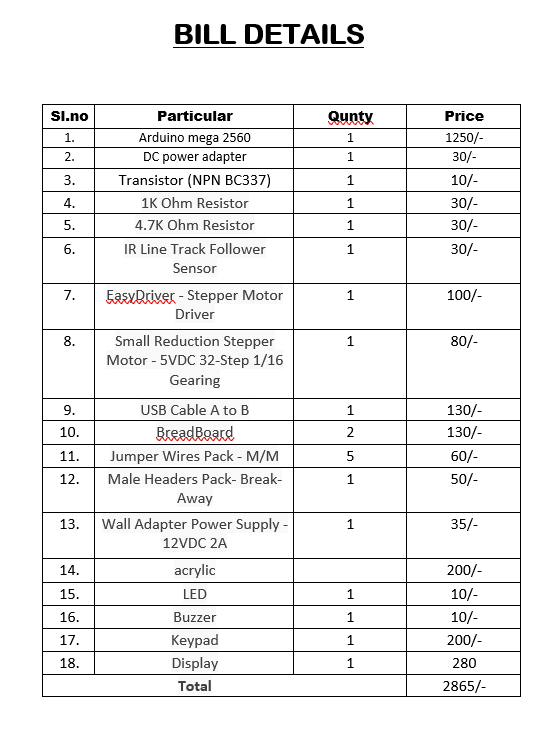 BILL DETAILS
Sl.no Particular Qunty Price
1. Arduino mega 2560 1 1250/-
2. DC power adapter 1 30/-
3. Transistor (NPN BC337) 1 10/-
4. 1K Ohm Resistor 1 30/-
5. 4.7K Ohm Resistor 1 30/-
6. IR Line Track Follower 1 30/-
Sensor
7. EasyDriver - Stepper Motor 1 100/-
Driver
8. Small Reduction Stepper 1 80/-
Motor - 5VDC 32-Step 1/16
Gearing
9. USB Cable A to B 1 130/-
10. BreadBoard 2 130/-
11. Jumper Wires Pack - M/M 5 60/-
12. Male Headers Pack- Break- 1 50/-
Away
13. Wall Adapter Power Supply - 1 35/-
12VDC 2A
14. acrylic 200/-
15. LED 1 10/-
16. Buzzer 1 10/-
17. Keypad 1 200/-
18. Display 1 280
Total 2865/-